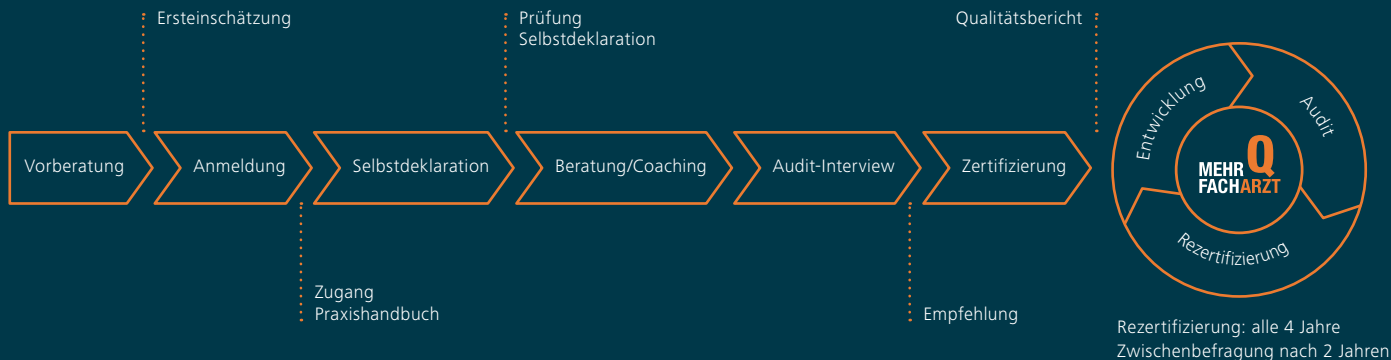 Ersteinschätzung
Prüfung
Selbstdeklaration
Qualitätsbericht
Vorberatung
Anmeldung
Selbstdeklaration
Beratung/Coaching
Audit-Interview
Zertifizierung
Zugang
Praxishandbuch
Empfehlung
Entwicklung
Audit
Rezertifizierung
MEHR Q
FACHARZT
Rezertifizierung: alle 4 Jahre
Zwischenbefragung nach 2 Jahren